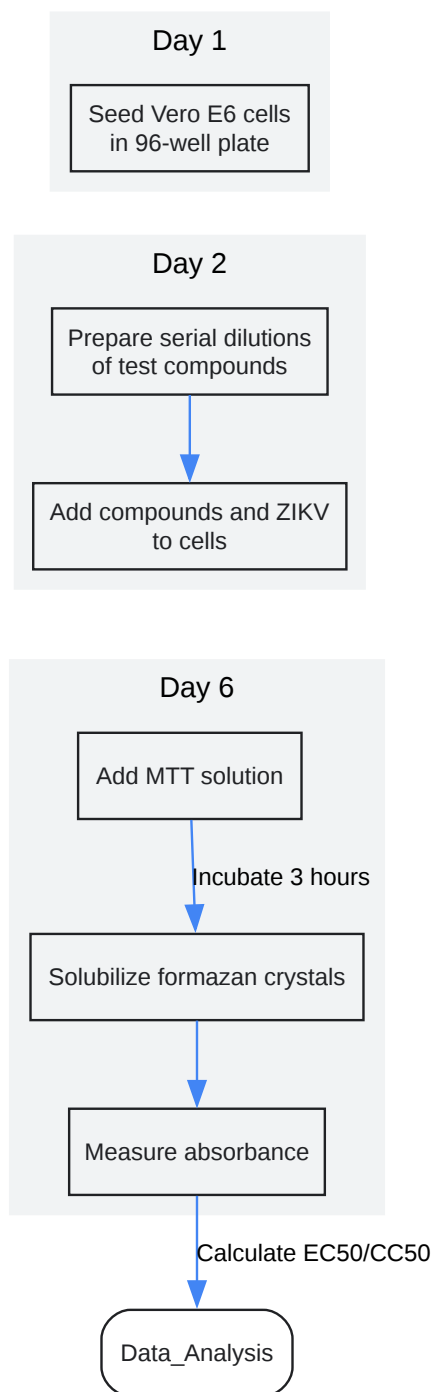 Day 1
Seed Vero E6 cells
in 96-well plate
Day 2
Prepare serial dilutions
of test compounds
Add compounds and ZIKV
to cells
Day 6
Add MTT solution
Incubate 3 hours
Solubilize formazan crystals
Measure absorbance
Calculate EC50/CC50
Data_Analysis